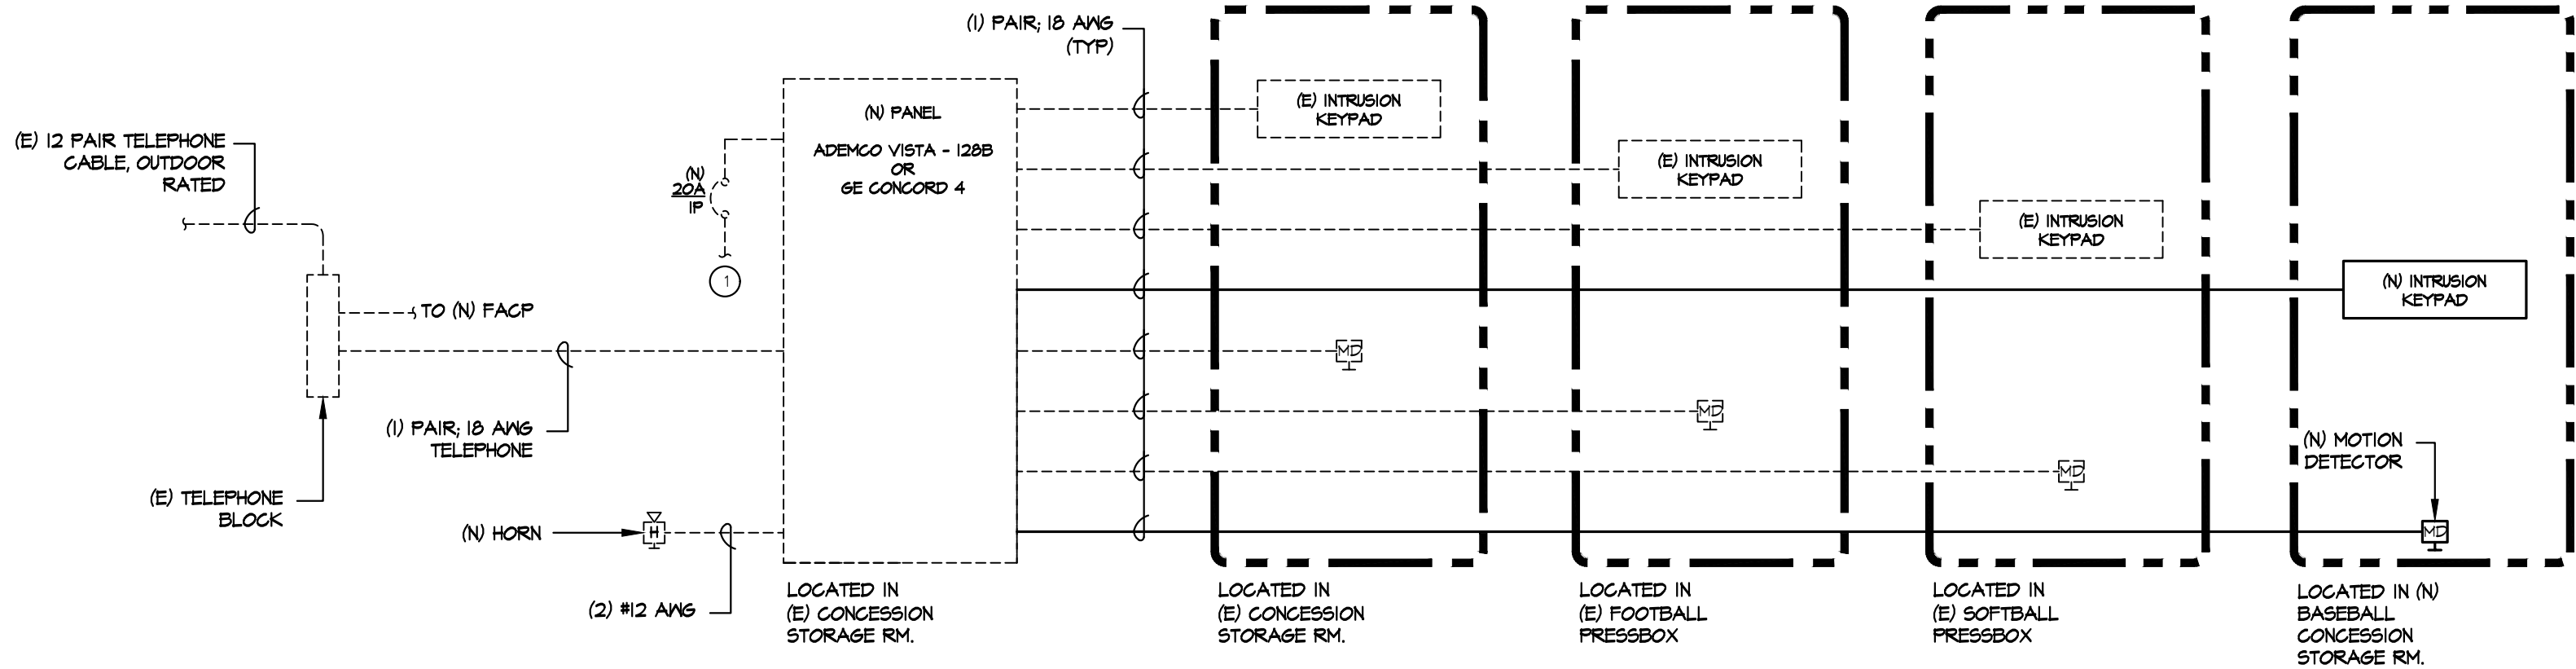 (E) 12 PAIR TELEPHONE
CABLE, OUTDOOR
RATED
TO (N) FACP
(1) PAIR; 18 AWG
TELEPHONE
(E) TELEPHONE
BLOCK
(N) HORN
H
(2) #12 AWG
(N)
20A
1P
1
(N) PANEL
ADEMCO VISTA - 128B
OR
GE CONCORD 4
LOCATED IN
(E) CONCESSION
STORAGE RM.
(1) PAIR; 18 AWG
(TYP)
(E) INTRUSION
KEYPAD
MD
LOCATED IN
(E) CONCESSION
STORAGE RM.
(E) INTRUSION
KEYPAD
MD
LOCATED IN
(E) FOOTBALL
PRESSBOX
(E) INTRUSION
KEYPAD
MD
LOCATED IN
(E) SOFTBALL
PRESSBOX
(N) INTRUSION
KEYPAD
(N) MOTION
DETECTOR
MD
LOCATED IN (N)
BASEBALL
CONCESSION
STORAGE RM.